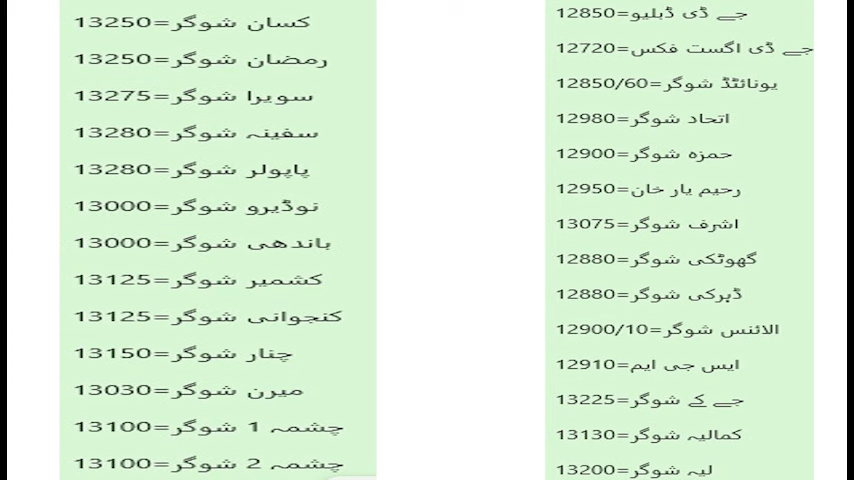 کسان شوگر=13250
رمضان شوگر=13250
سویرا شوگر=13275
سفینہ شوگر=13280
پاپولر شوگر=13280
نوڈیرو شوگر=13000
باندھی شوگر=13000
کشمیر شوگر=13125
کنجوانی شوگر=13125
چنار شوگر=13150
میرن شوگر=13030
چشمہ 1 شوگر=13100
چشمہ 2 شوگر=13100
جے ڈی ڈبلیو=12850
جے ڈی اگست فکس=12720
یونائٹڈ شوگر=12850/60
اتحاد شوگر=12980
حمزہ شوگر=12900
رحیم یار خان=12950
اشرف شوگر=13075
گھوٹکی شوگر=12880
ڈہرکی شوگر=12880
الائنس شوگر=12900/10
ایس جی ایم=12910
جے کے شوگر=13225
کمالیہ شوگر=13130
لیہ شوگر=13200